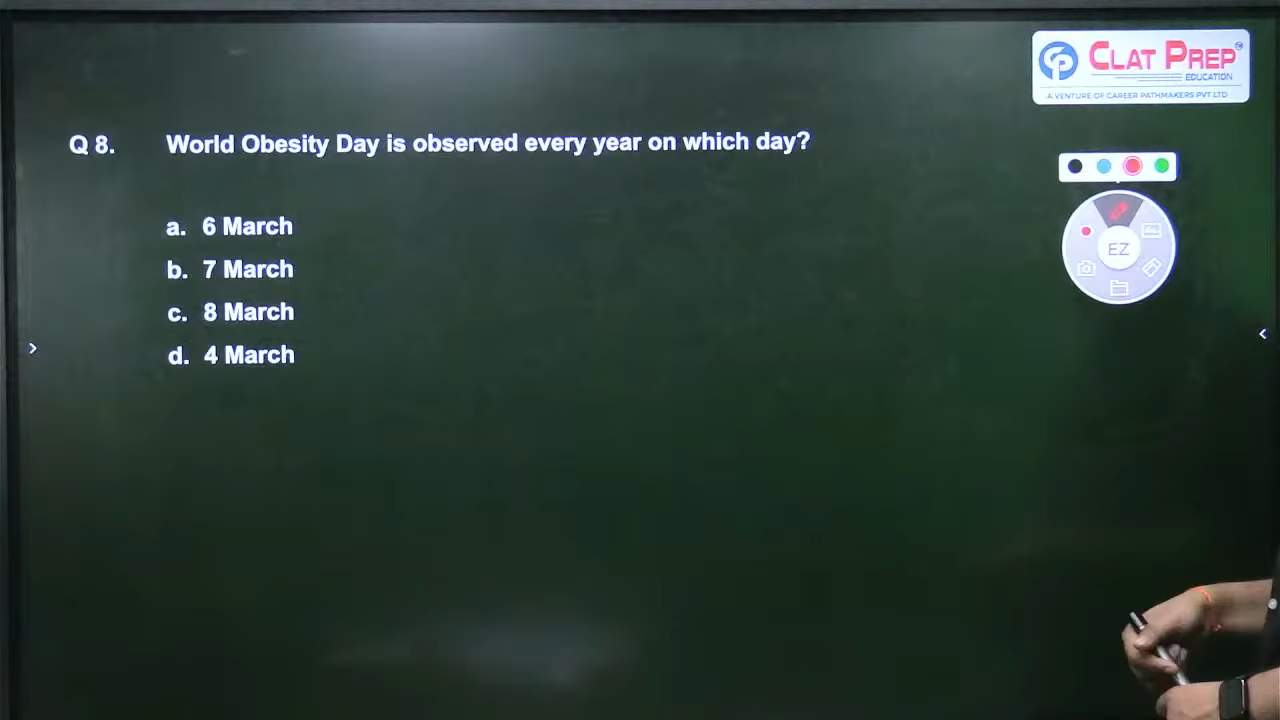 CLAT PREP
EDUCATION
A VENTURE OF CAREER PATHMAKERS PVT LTD
Q 8. World Obesity Day is observed every year on which day?
a. 6 March
b. 7 March
c. 8 March
d. 4 March
EZ